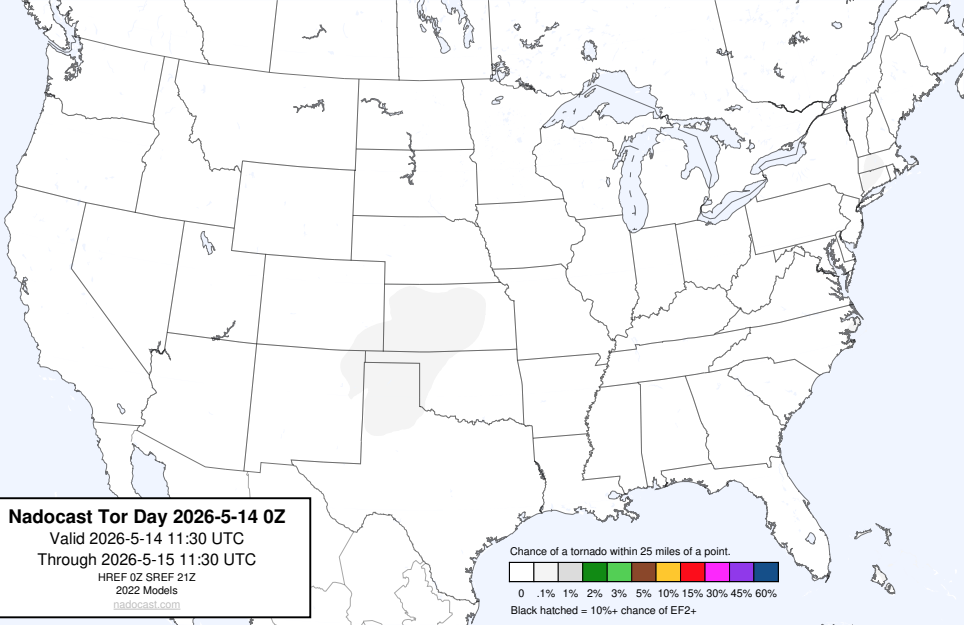 Nadocast Tor Day 2026-5-14 0Z
Valid 2026-5-14 11:30 UTC
Through 2026-5-15 11:30 UTC
HREF 0Z SREF 21Z
2022 Models
nadocast.com
Chance of a tornado within 25 miles of a point.
0 .1% 1% 2% 3% 5% 10% 15% 30% 45% 60%
Black hatched = 10%+ chance of EF2+